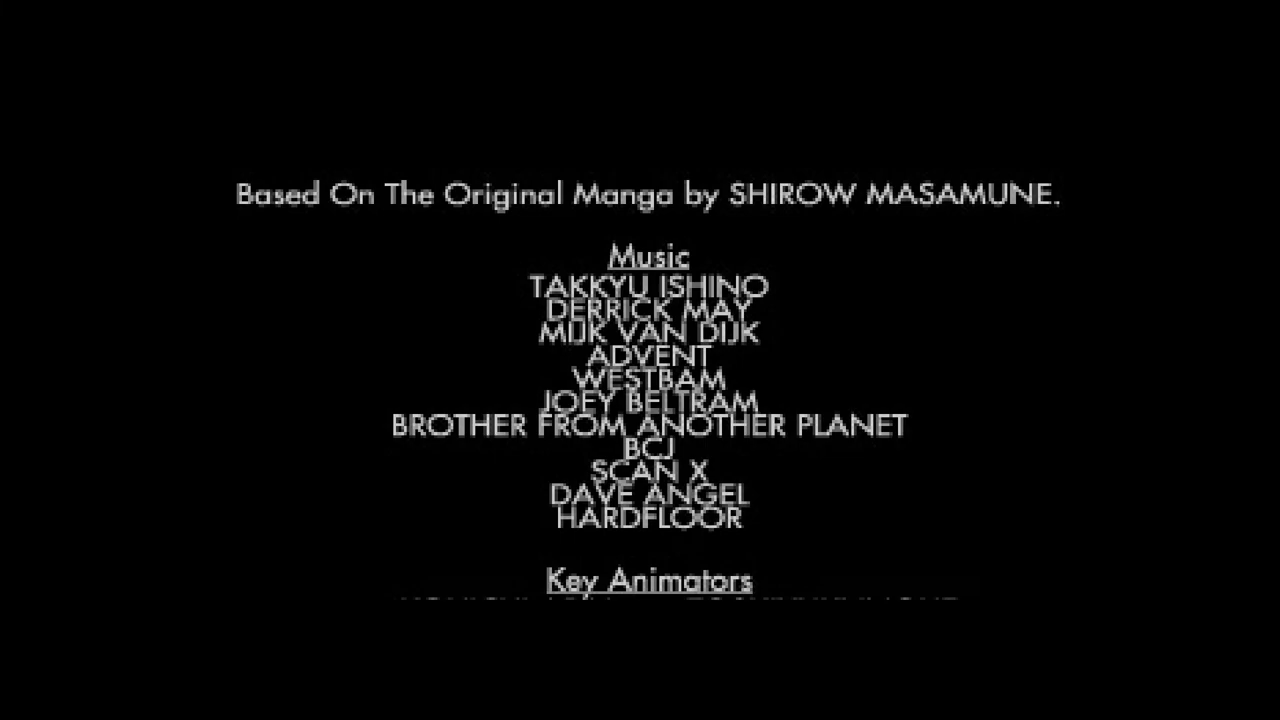 Based On The Original Manga by SHIROW MASAMUNE.
Music
TAKKYU ISHINO
DERRICK MAY
MIJK VAN DIJK
ADVENT
WESTBAM
JOEY BELTRAM
BROTHER FROM ANOTHER PLANET
BCJ
SCAN X
DAVE ANGEL
HARDFLOOR
Key Animators